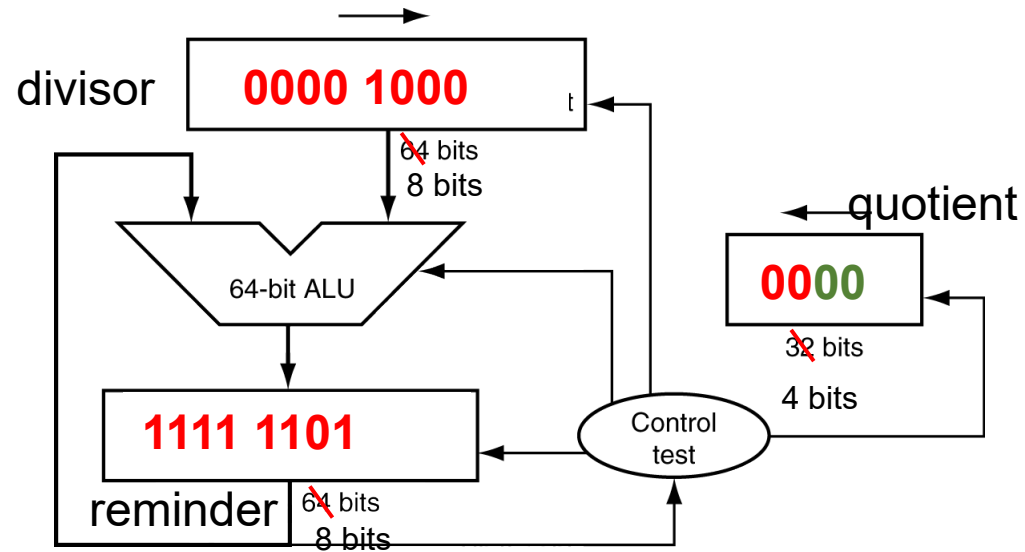 divisor
0000 1000
t
64 bits
8 bits
quotient
64-bit ALU
0000
32 bits
4 bits
1111 1101
Control
test
reminder
64 bits
8 bits